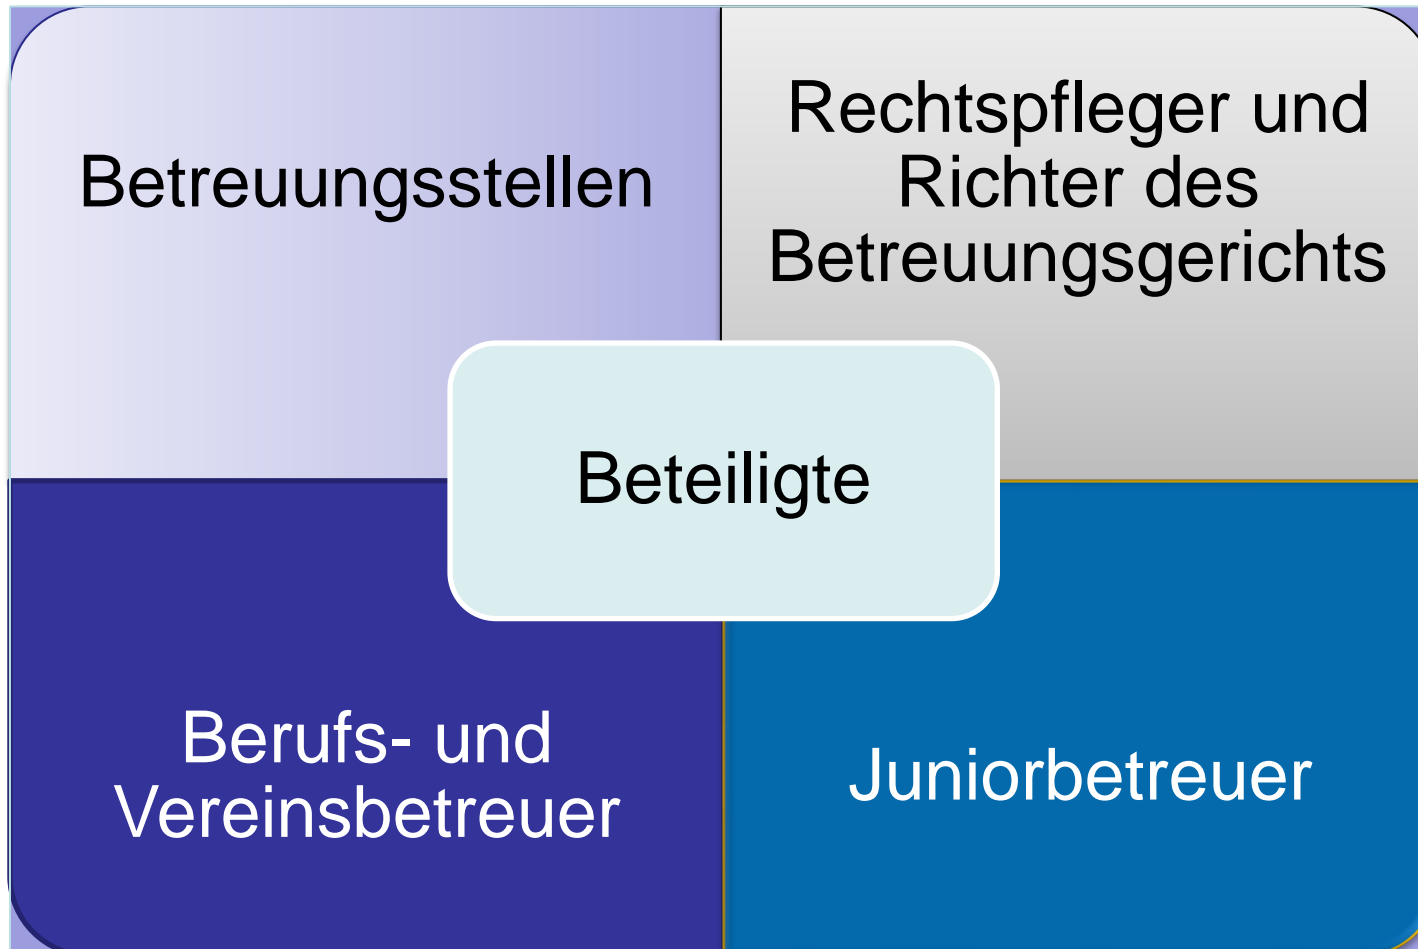 Betreuungsstellen
Rechtspfleger und
Richter des
Betreuungsgerichts
Beteiligte
Berufs- und
Vereinsbetreuer
Juniorbetreuer